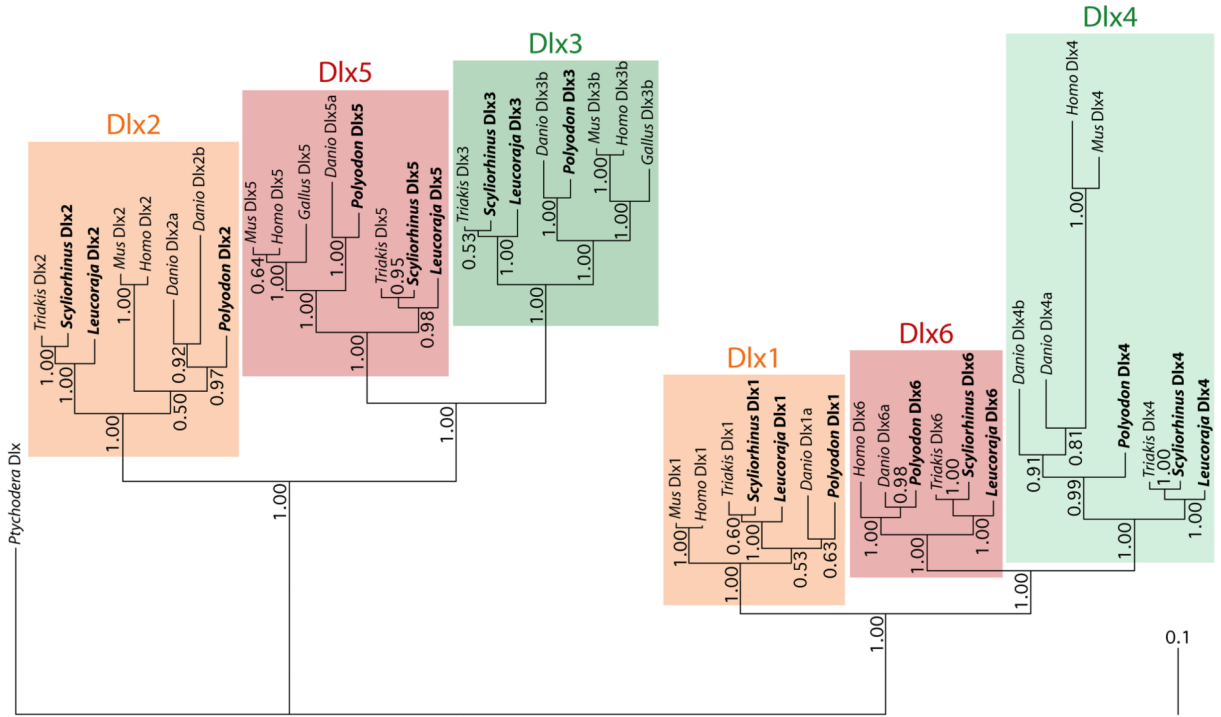 Ptychodera Dlx
Dlx2
Triakis Dlx2
Scyliorhinus Dlx2
Leucoraja Dlx2
Mus Dlx2
Homo Dlx2
Danio Dlx2a
Danio Dlx2b
Polyodon Dlx2
1.00
1.00
1.00
0.92
0.97
0.50
1.00
Dlx5
Mus Dlx5
Homo Dlx5
Gallus Dlx5
Danio Dlx5a
Polyodon Dlx5
Triakis Dlx5
Scyliorhinus Dlx5
Leucoraja Dlx5
0.64
1.00
1.00
1.00
0.95
0.98
1.00
Dlx3
Triakis Dlx3
Scyliorhinus Dlx3
Leucoraja Dlx3
Danio Dlx3b
Polyodon Dlx3
Mus Dlx3b
Homo Dlx3b
Gallus Dlx3b
0.53
1.00
1.00
1.00
1.00
1.00
1.00
1.00
1.00
Dlx1
Mus Dlx1
Homo Dlx1
Triakis Dlx1
Scyliorhinus Dlx1
Leucoraja Dlx1
Danio Dlx1a
Polyodon Dlx1
1.00
0.60
1.00
0.53
0.63
1.00
Dlx6
Homo Dlx6
Danio Dlx6a
Polyodon Dlx6
Triakis Dlx6
Scyliorhinus Dlx6
Leucoraja Dlx6
1.00
0.98
1.00
1.00
1.00
Dlx4
Danio Dlx4b
Danio Dlx4a
Homo Dlx4
Mus Dlx4
Polyodon Dlx4
Triakis Dlx4
Scyliorhinus Dlx4
Leucoraja Dlx4
1.00
0.91
0.81
0.99
1.00
1.00
1.00
1.00
1.00
0.1